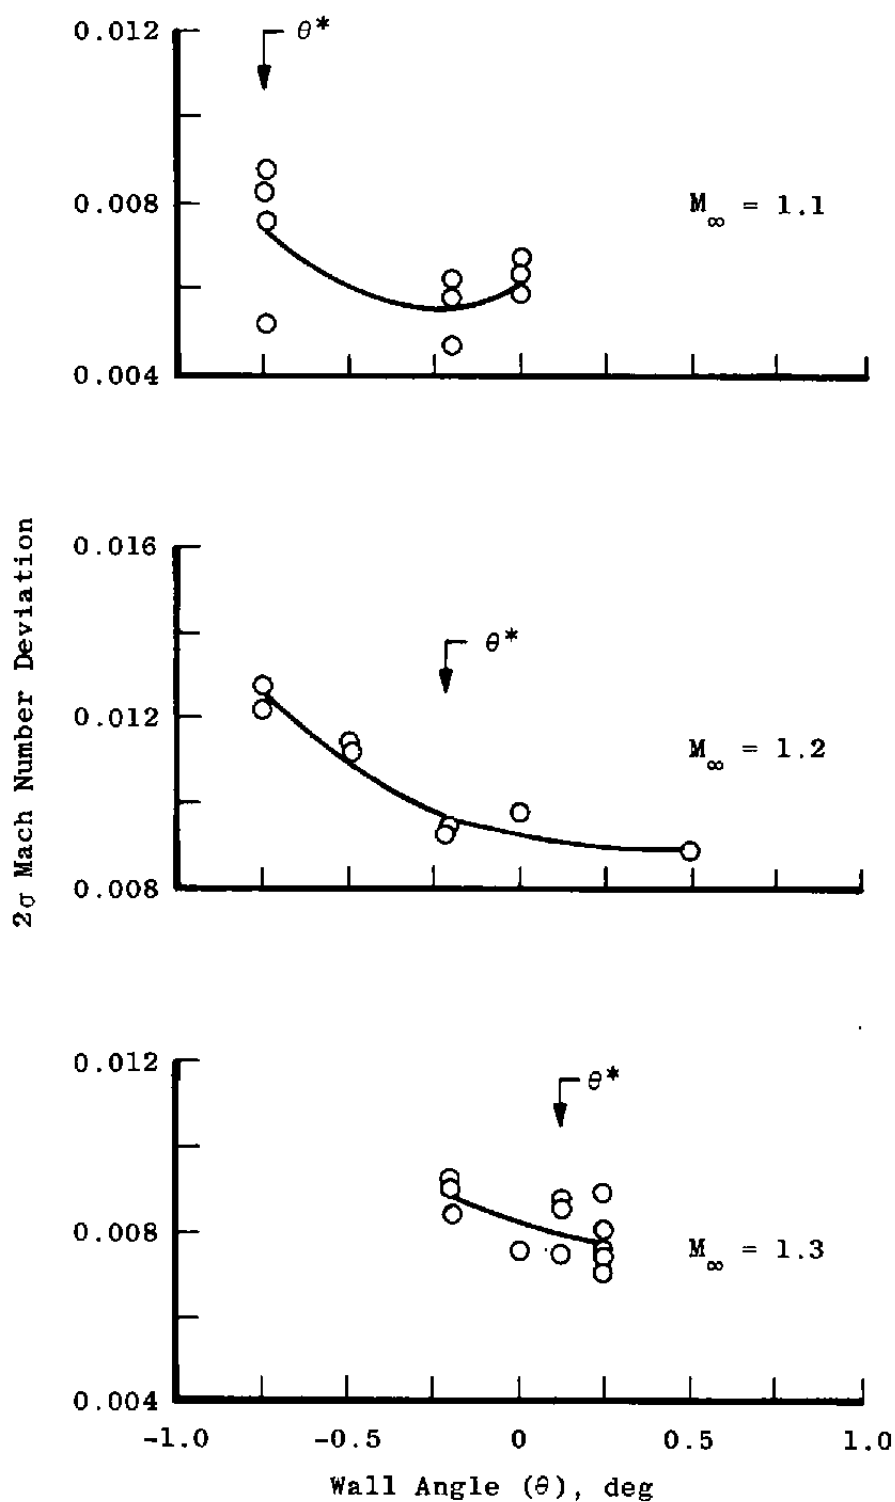 0.012
θ*
0.008
M∞ = 1.1
0.004
2σ Mach Number Deviation
0.016
θ*
0.012
M∞ = 1.2
0.008
0.012
θ*
0.008
M∞ = 1.3
0.004
-1.0 -0.5 0 0.5 1.0
Wall Angle (θ), deg